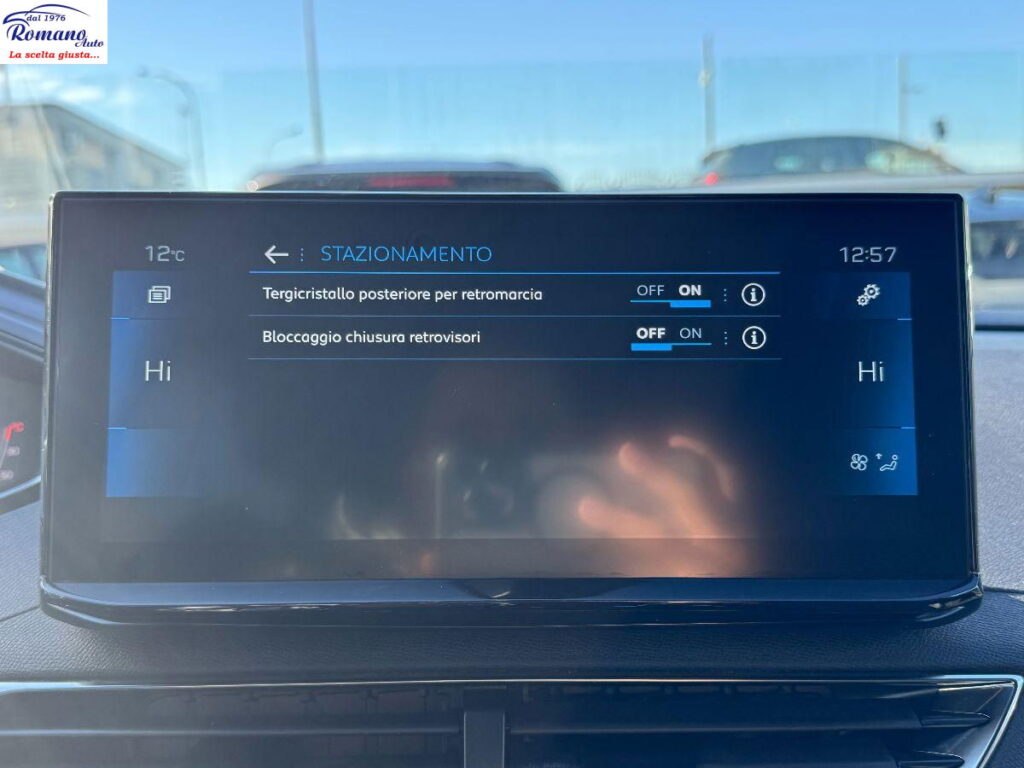 dal 1976
Romano
Auto
La scelta giusta...
12°C
← STAZIONAMENTO
12:57
Tergicristallo posteriore per retromarcia OFF ON
Bloccaggio chiusura retrovisori OFF ON
Hi
Hi